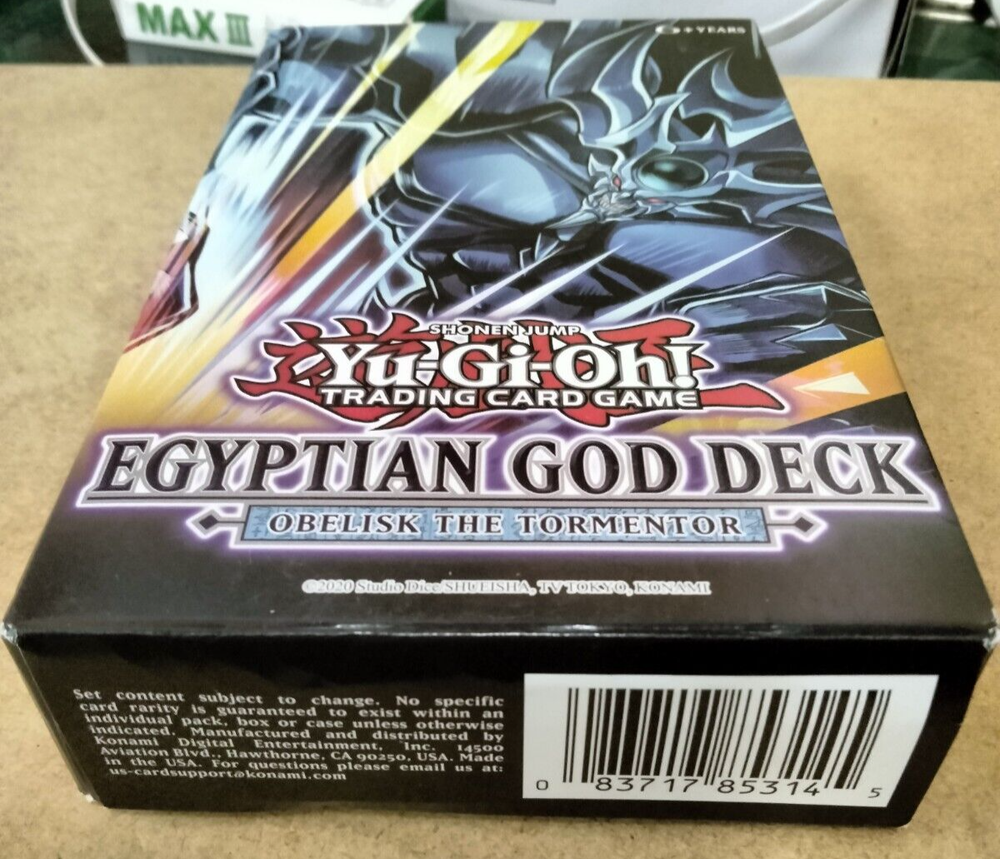 MAX III
6+ YEARS
SHONEN JUMP
Yu-Gi-Oh!
TRADING CARD GAME
EGYPTIAN GOD DECK
OBELISK THE TORMENTOR
©2020 Studio Dice/SHUEISHA, TV TOKYO, KONAMI
Set content subject to change. No specific
card rarity is guaranteed to exist within an
individual pack, box or case unless otherwise
indicated. Manufactured and distributed by
Konami Digital Entertainment, Inc. 14500
Aviation Blvd., Hawthorne, CA 90250, USA. Made
in the USA. For questions please email us at:
us-cardsupport@konami.com
0 83717 85314 5